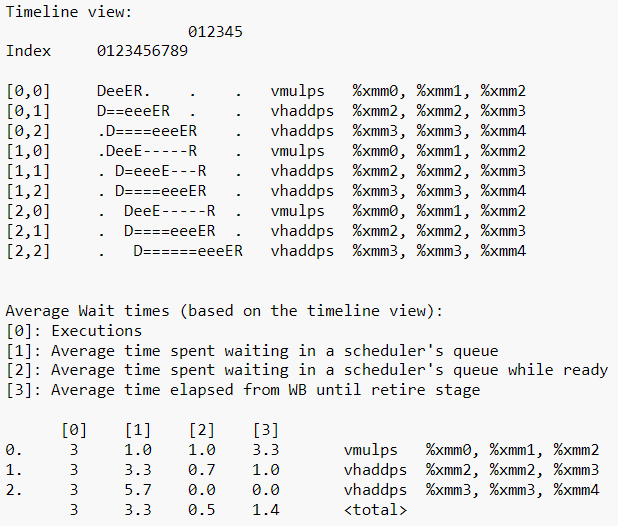 Timeline view:
                    012345
Index     0123456789

[0,0]     DeeER.    .    .   vmulps   %xmm0, %xmm1, %xmm2
[0,1]     D==eeeER  .    .   vhaddps  %xmm2, %xmm2, %xmm3
[0,2]     .D====eeeER    .   vhaddps  %xmm3, %xmm3, %xmm4
[1,0]     .DeeE-----R    .   vmulps   %xmm0, %xmm1, %xmm2
[1,1]     . D=eeeE---R   .   vhaddps  %xmm2, %xmm2, %xmm3
[1,2]     . D====eeeER   .   vhaddps  %xmm3, %xmm3, %xmm4
[2,0]     .  DeeE-----R  .   vmulps   %xmm0, %xmm1, %xmm2
[2,1]     .  D====eeeER  .   vhaddps  %xmm2, %xmm2, %xmm3
[2,2]     .   D======eeeER   vhaddps  %xmm3, %xmm3, %xmm4

Average Wait times (based on the timeline view):
[0]: Executions
[1]: Average time spent waiting in a scheduler's queue
[2]: Average time spent waiting in a scheduler's queue while ready
[3]: Average time elapsed from WB until retire stage

      [0]    [1]    [2]    [3]
0.     3     1.0    1.0    3.3       vmulps   %xmm0, %xmm1, %xmm2
1.     3     3.3    0.7    1.0       vhaddps  %xmm2, %xmm2, %xmm3
2.     3     5.7    0.0    0.0       vhaddps  %xmm3, %xmm3, %xmm4
       3     3.3    0.5    1.4       <total>